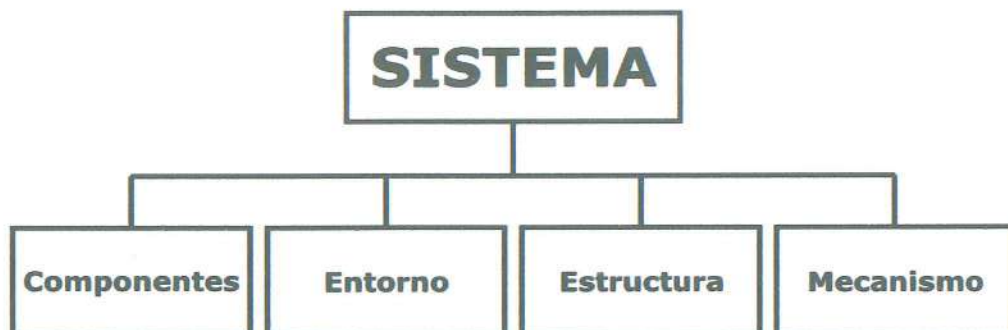 SISTEMA
Componentes
Entorno
Estructura
Mecanismo